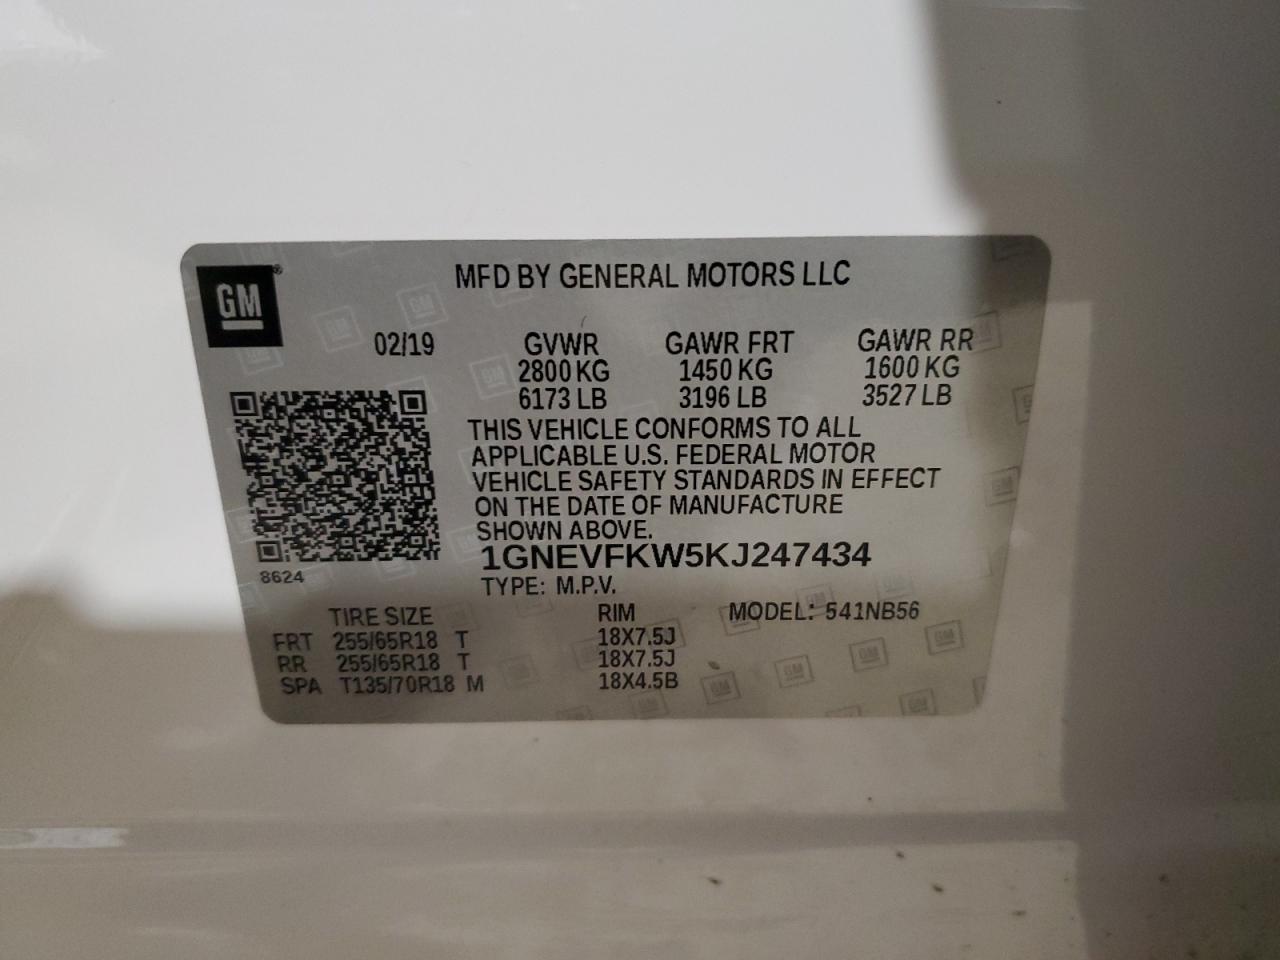 GM®
MFD BY GENERAL MOTORS LLC
02/19 GVWR GAWR FRT GAWR RR
2800 KG 1450 KG 1600 KG
6173 LB 3196 LB 3527 LB
THIS VEHICLE CONFORMS TO ALL
APPLICABLE U.S. FEDERAL MOTOR
VEHICLE SAFETY STANDARDS IN EFFECT
ON THE DATE OF MANUFACTURE
SHOWN ABOVE.
1GNEVFKW5KJ247434
8624
TYPE: M.P.V.
TIRE SIZE RIM MODEL: 541NB56
FRT 255/65R18 T 18X7.5J
RR 255/65R18 T 18X7.5J
SPA T135/70R18 M 18X4.5B